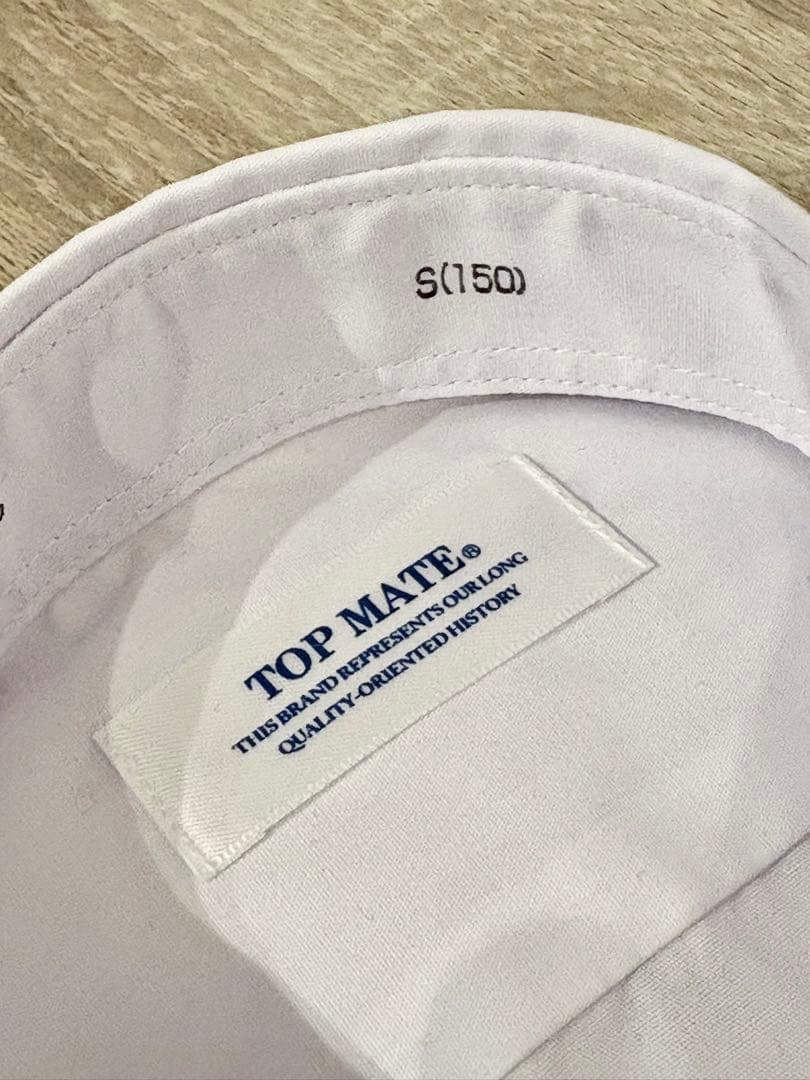 S(150)
TOP MATE®
THIS BRAND REPRESENTS OUR LONG
QUALITY-ORIENTED HISTORY